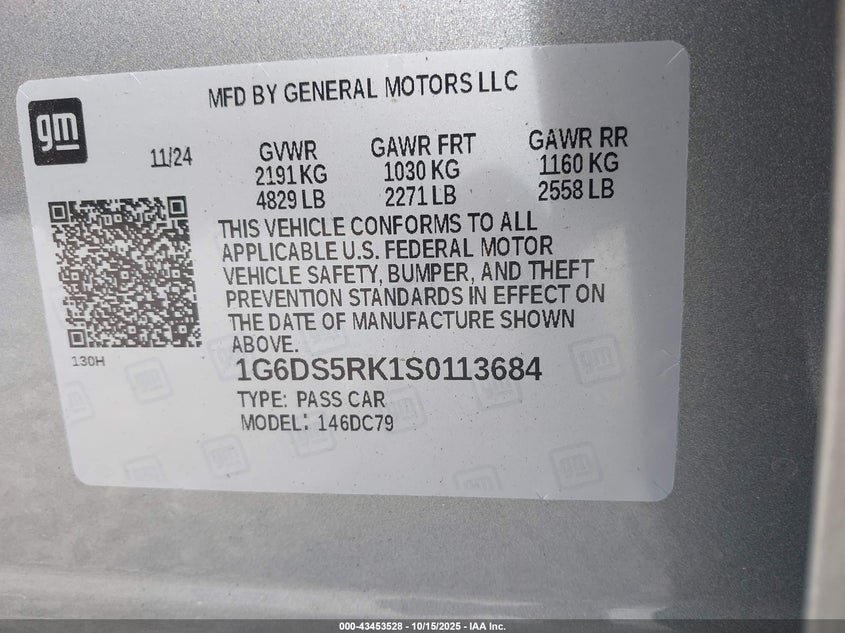 MFD BY GENERAL MOTORS LLC
gm
11/24
GVWR
2191 KG
4829 LB
GAWR FRT
1030 KG
2271 LB
GAWR RR
1160 KG
2558 LB
THIS VEHICLE CONFORMS TO ALL
APPLICABLE U.S. FEDERAL MOTOR
VEHICLE SAFETY, BUMPER, AND THEFT
PREVENTION STANDARDS IN EFFECT ON
THE DATE OF MANUFACTURE SHOWN
ABOVE.
130H
1G6DS5RK1S0113684
TYPE: PASS CAR
MODEL: 146DC79
000-43453528 - 10/15/2025 - IAA Inc.